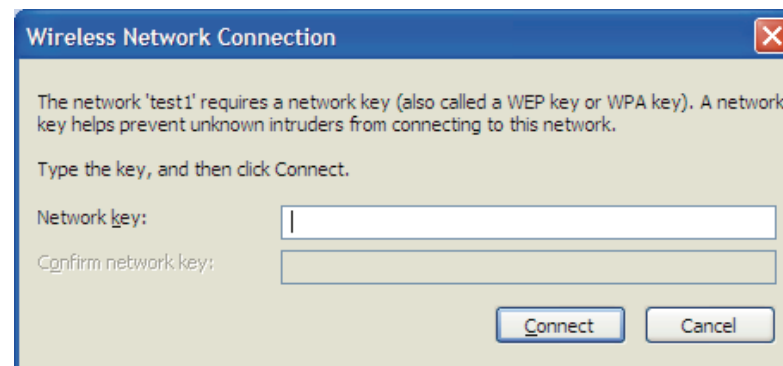 Wireless Network Connection
The network 'test1' requires a network key (also called a WEP key or WPA key). A network
key helps prevent unknown intruders from connecting to this network.
Type the key, and then click Connect.
Network key:
Confirm network key:
Connect Cancel